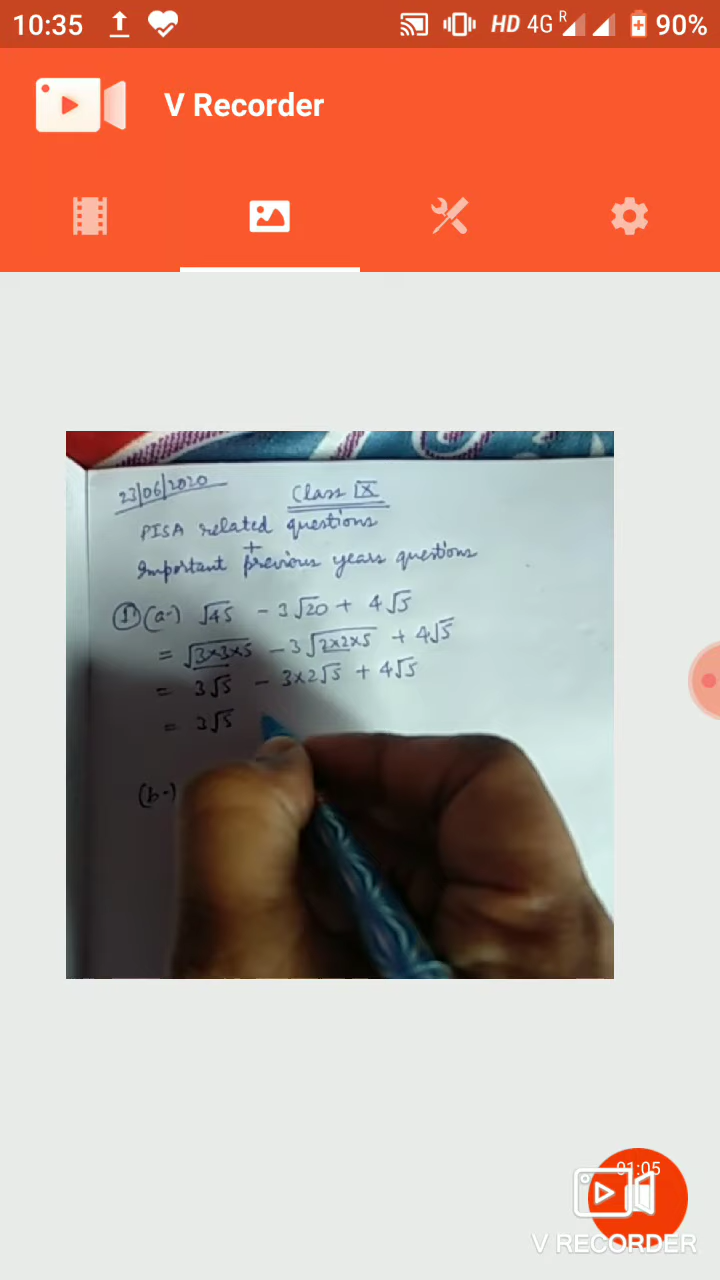 10:35
HD 4G R 90%
V Recorder
23/06/2020
Class IX
PISA related questions
+
Important previous years questions
1 (a-) √45 - 3√20 + 4√5
= √3×3×5 - 3√2×2×5 + 4√5
= 3√5 - 3×2√5 + 4√5
= 3√5
(b-)
01:05
V RECORDER